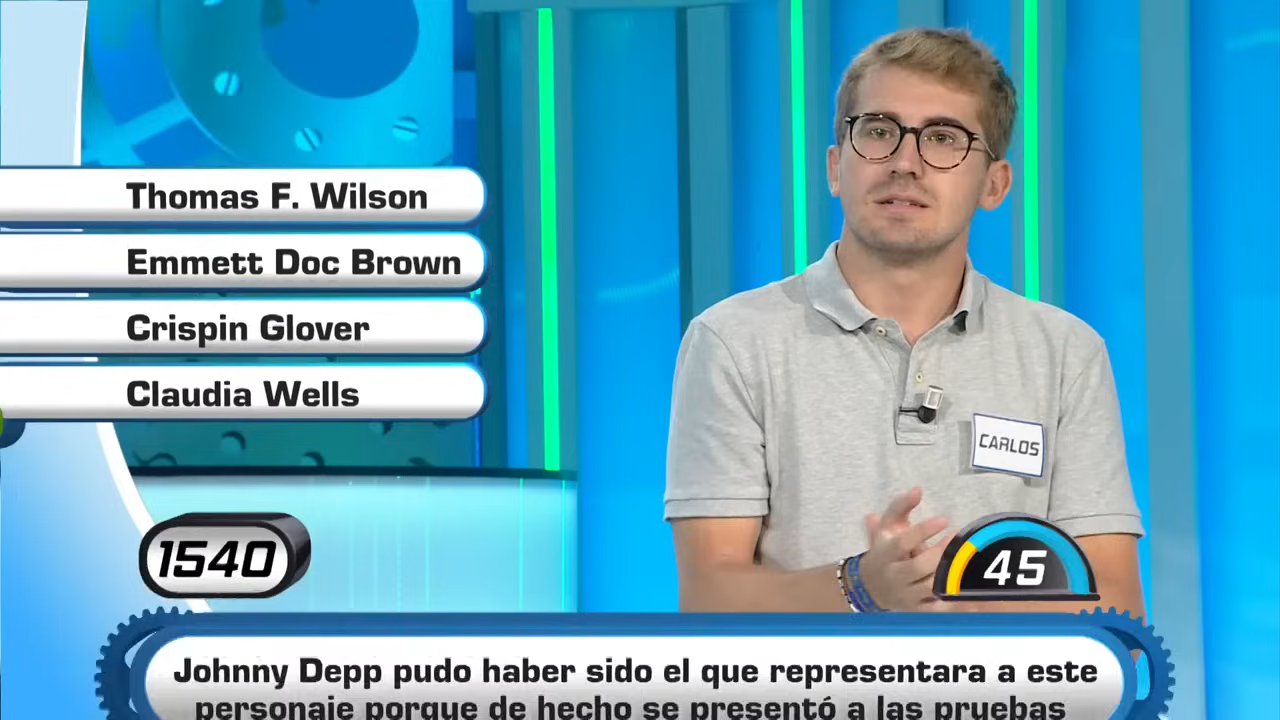 Thomas F. Wilson
Emmett Doc Brown
Crispin Glover
Claudia Wells
CARLOS
1540
45
Johnny Depp pudo haber sido el que representara a este
personaje porque de hecho se presentó a las pruebas